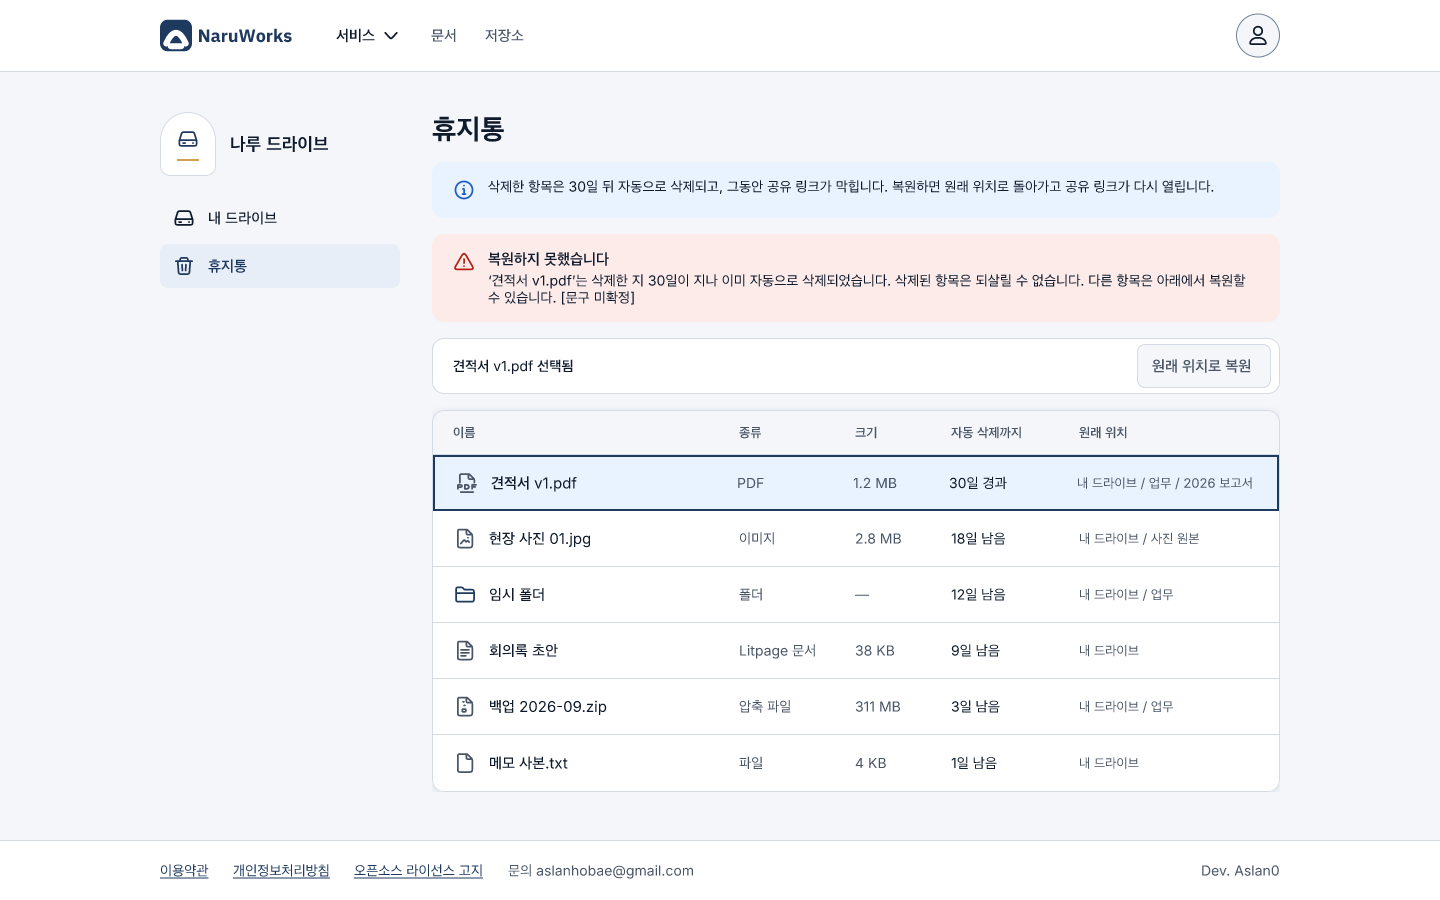 NaruWorks
서비스
문서
저장소
나루 드라이브
내 드라이브
휴지통
휴지통
삭제한 항목은 30일 뒤 자동으로 삭제되고, 그동안 공유 링크가 막힙니다. 복원하면 원래 위치로 돌아가고 공유 링크가 다시 열립니다.
복원하지 못했습니다
‘견적서 v1.pdf’는 삭제한 지 30일이 지나 이미 자동으로 삭제되었습니다. 삭제된 항목은 되살릴 수 없습니다. 다른 항목은 아래에서 복원할
수 있습니다. [문구 미확정]
견적서 v1.pdf 선택됨
원래 위치로 복원
이름 종류 크기 자동 삭제까지 원래 위치
PDF 견적서 v1.pdf PDF 1.2 MB 30일 경과 내 드라이브 / 업무 / 2026 보고서
현장 사진 01.jpg 이미지 2.8 MB 18일 남음 내 드라이브 / 사진 원본
임시 폴더 폴더 — 12일 남음 내 드라이브 / 업무
회의록 초안 Litpage 문서 38 KB 9일 남음 내 드라이브
백업 2026-09.zip 압축 파일 311 MB 3일 남음 내 드라이브 / 업무
메모 사본.txt 파일 4 KB 1일 남음 내 드라이브
이용약관 개인정보처리방침 오픈소스 라이선스 고지 문의 aslanhobae@gmail.com Dev. Aslan0